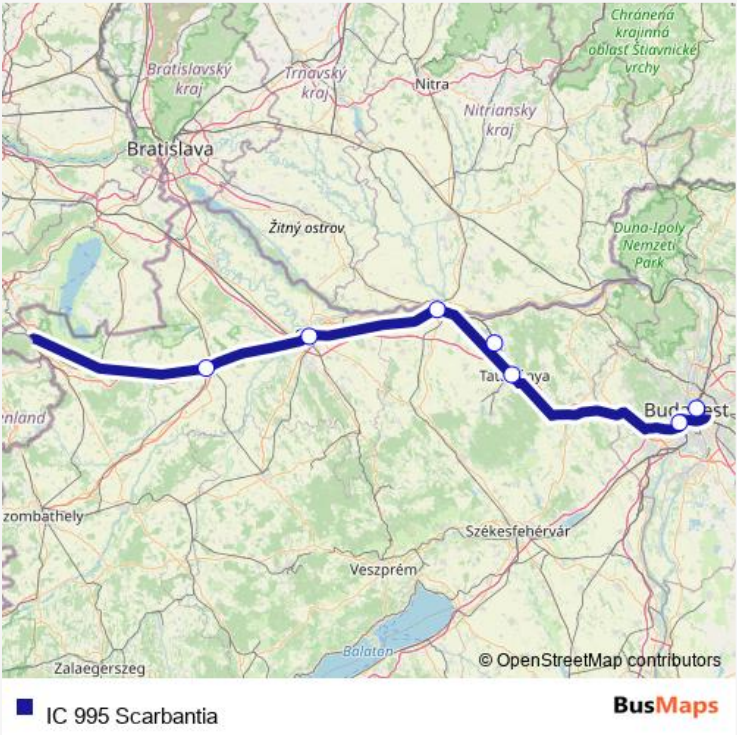 Chránená
krajinná
oblasť Štiavnické
vrchy
Bratislavský
kraj
Trnavský
kraj
Nitra
Nitriansky
kraj
Bratislava
Žitný ostrov
Duna-Ipoly
Nemzeti
Park
Budapest
enland
zombathely
Székesfehérvár
Veszprém
Balaton
Zalaegerszeg
© OpenStreetMap contributors
IC 995 Scarbantia
BusMaps